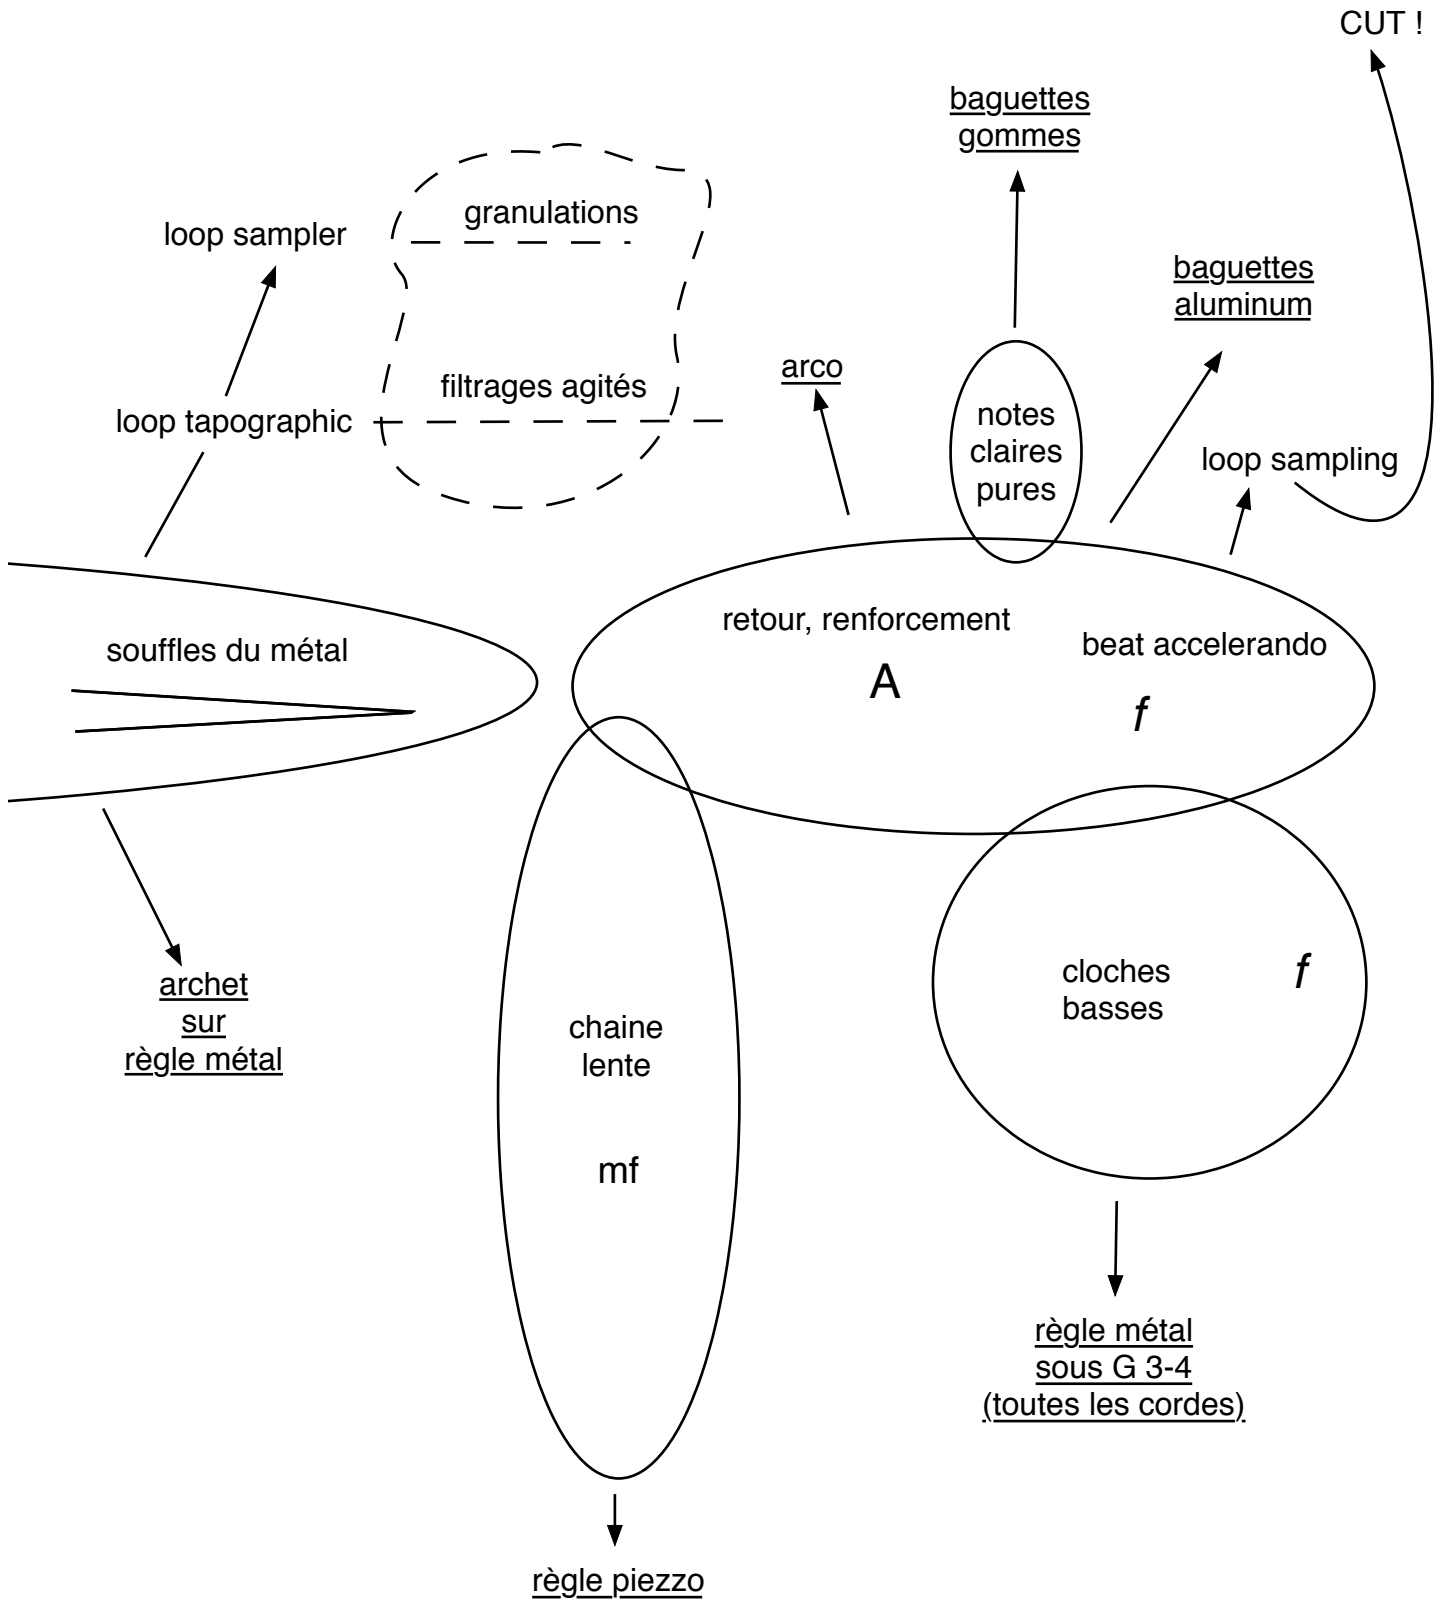 CUT !
baguettes
gommes
granulations
loop sampler
baguettes
aluminum
arco
filtrages agités
loop tapographic
notes
claires
pures
loop sampling
retour, renforcement
beat accelerando
A
f
souffles du métal
archet
sur
règle métal
chaine
lente
mf
cloches
basses
f
règle métal
sous G 3-4
(toutes les cordes)
règle piezzo